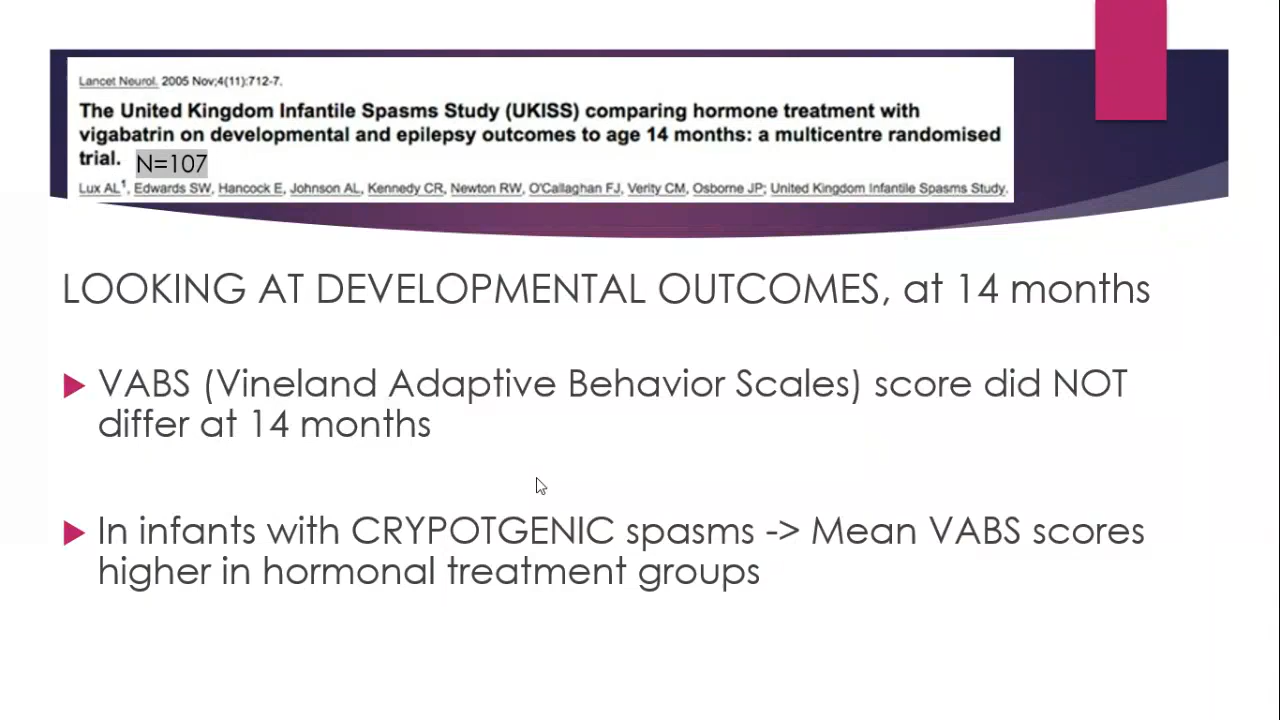 Lancet Neurol. 2005 Nov;4(11):712-7.
The United Kingdom Infantile Spasms Study (UKISS) comparing hormone treatment with
vigabatrin on developmental and epilepsy outcomes to age 14 months: a multicentre randomised
trial. N=107
Lux AL1, Edwards SW, Hancock E, Johnson AL, Kennedy CR, Newton RW, O'Callaghan FJ, Verity CM, Osborne JP; United Kingdom Infantile Spasms Study.
LOOKING AT DEVELOPMENTAL OUTCOMES, at 14 months
VABS (Vineland Adaptive Behavior Scales) score did NOT
differ at 14 months
In infants with CRYPOTGENIC spasms -> Mean VABS scores
higher in hormonal treatment groups